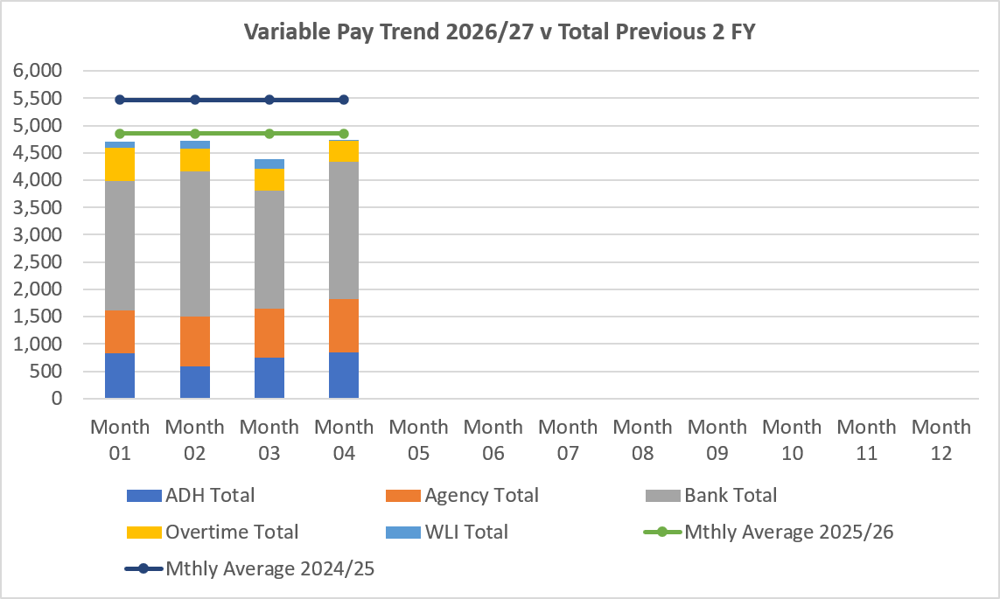 Variable Pay Trend 2026/27 v Total Previous 2 FY
6,000
5,500
5,000
4,500
4,000
3,500
3,000
2,500
2,000
1,500
1,000
500
0
Month 01
Month 02
Month 03
Month 04
Month 05
Month 06
Month 07
Month 08
Month 09
Month 10
Month 11
Month 12
ADH Total
Agency Total
Bank Total
Overtime Total
WLI Total
Mthly Average 2025/26
Mthly Average 2024/25